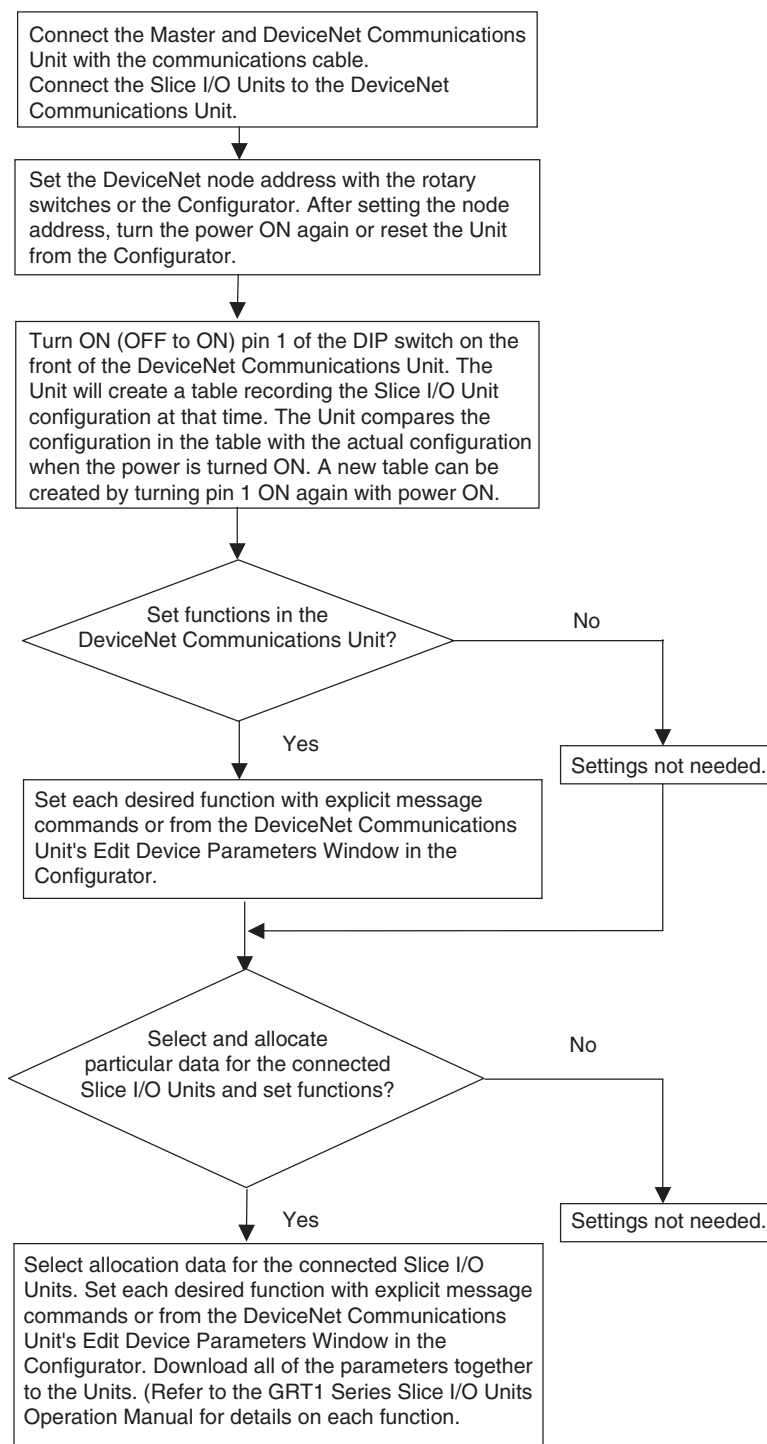 Connect the Master and DeviceNet Communications
Unit with the communications cable.
Connect the Slice I/O Units to the DeviceNet
Communications Unit.
Set the DeviceNet node address with the rotary
switches or the Configurator. After setting the node
address, turn the power ON again or reset the Unit
from the Configurator.
Turn ON (OFF to ON) pin 1 of the DIP switch on the
front of the DeviceNet Communications Unit. The
Unit will create a table recording the Slice I/O Unit
configuration at that time. The Unit compares the
configuration in the table with the actual configuration
when the power is turned ON. A new table can be
created by turning pin 1 ON again with power ON.
Set functions in the
DeviceNet Communications Unit?
No
Yes
Settings not needed.
Set each desired function with explicit message
commands or from the DeviceNet Communications
Unit's Edit Device Parameters Window in the
Configurator.
Select and allocate
particular data for the connected
Slice I/O Units and set functions?
No
Yes
Settings not needed.
Select allocation data for the connected Slice I/O
Units. Set each desired function with explicit message
commands or from the DeviceNet Communications
Unit's Edit Device Parameters Window in the
Configurator. Download all of the parameters together
to the Units. (Refer to the GRT1 Series Slice I/O Units
Operation Manual for details on each function.